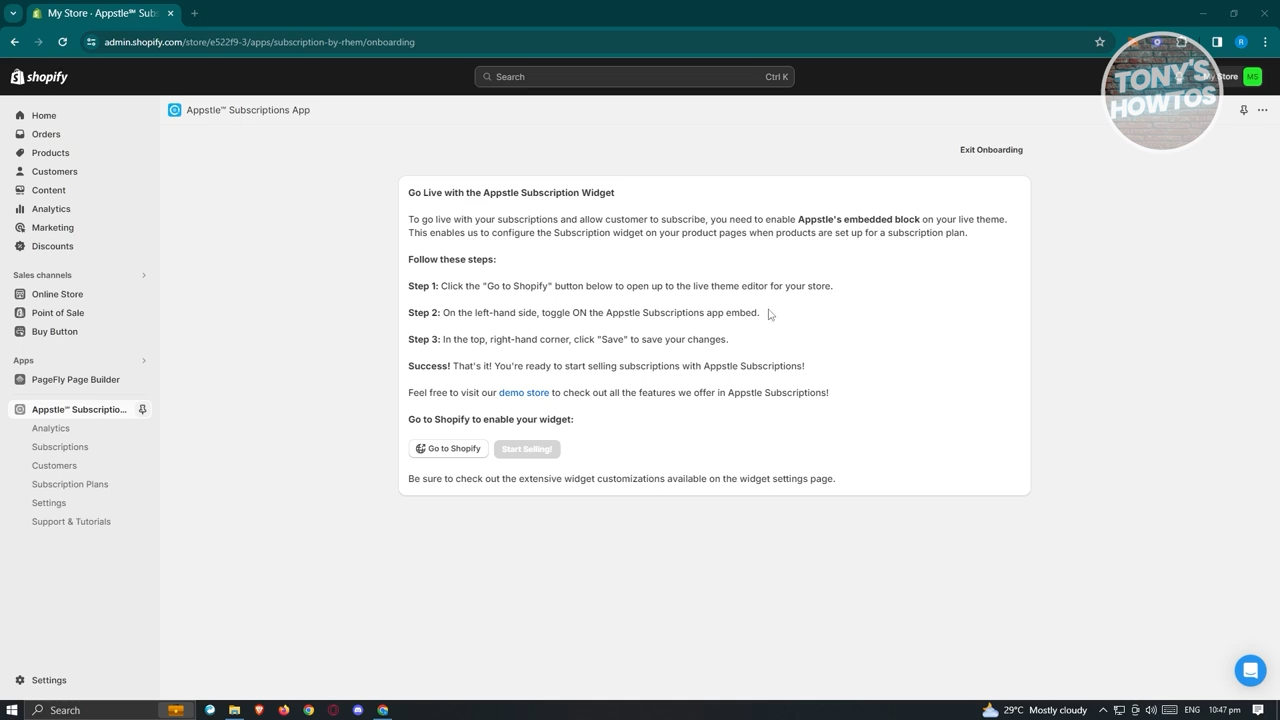 My Store · Appstle℠ Subs
admin.shopify.com/store/e522f9-3/apps/subscription-by-rhem/onboarding
R
shopify
Search
Ctrl K
My Store
MS
TONY'S
HOWTOS
Home
Orders
Products
Customers
Content
Analytics
Marketing
Discounts
Sales channels
Online Store
Point of Sale
Buy Button
Apps
PageFly Page Builder
Appstle℠ Subscriptio...
Analytics
Subscriptions
Customers
Subscription Plans
Settings
Support & Tutorials
Settings
Appstle℠ Subscriptions App
Exit Onboarding
Go Live with the Appstle Subscription Widget
To go live with your subscriptions and allow customer to subscribe, you need to enable Appstle's embedded block on your live theme.
This enables us to configure the Subscription widget on your product pages when products are set up for a subscription plan.
Follow these steps:
Step 1: Click the "Go to Shopify" button below to open up to the live theme editor for your store.
Step 2: On the left-hand side, toggle ON the Appstle Subscriptions app embed.
Step 3: In the top, right-hand corner, click "Save" to save your changes.
Success! That's it! You're ready to start selling subscriptions with Appstle Subscriptions!
Feel free to visit our demo store to check out all the features we offer in Appstle Subscriptions!
Go to Shopify to enable your widget:
Go to Shopify
Start Selling!
Be sure to check out the extensive widget customizations available on the widget settings page.
Search
29°C Mostly cloudy
ENG
10:47 pm